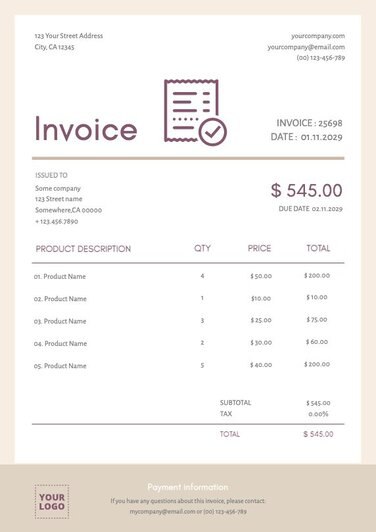 123 Your Street Address
City, CA 12345
yourcompany.com
yourcompany@email.com
(00) 123-456-789
Invoice
INVOICE : 25698
DATE : 01.11.2029
ISSUED TO
Some company
123 Street name
Somewhere,CA 00000
+ 123.456.7890
$ 545.00
DUE DATE 02.11.2029
PRODUCT DESCRIPTION QTY PRICE TOTAL
01. Product Name 4 $ 50.00 $ 200.00
02. Product Name 1 $10.00 $ 10.00
03. Product Name 3 $ 25.00 $ 75.00
04. Product Name 2 $ 30.00 $ 60.00
05. Product Name 5 $ 40.00 $ 200.00
SUBTOTAL $ 545.00
TAX 0.00%
TOTAL $ 545.00
YOUR
LOGO
Payment Information
If you have any questions about this invoice, please contact:
mycompany@email.com or (00) 123-456-789